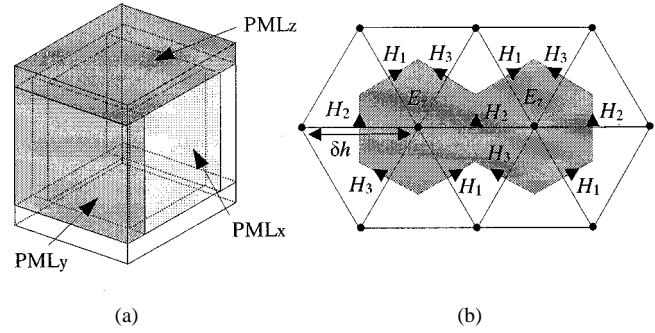 PMLz
PMLx
PMLy
(a)
H1 H3 H1 H3
H2 Ez H2 Ez H2
δh
H3 H1 H3 H1
(b)